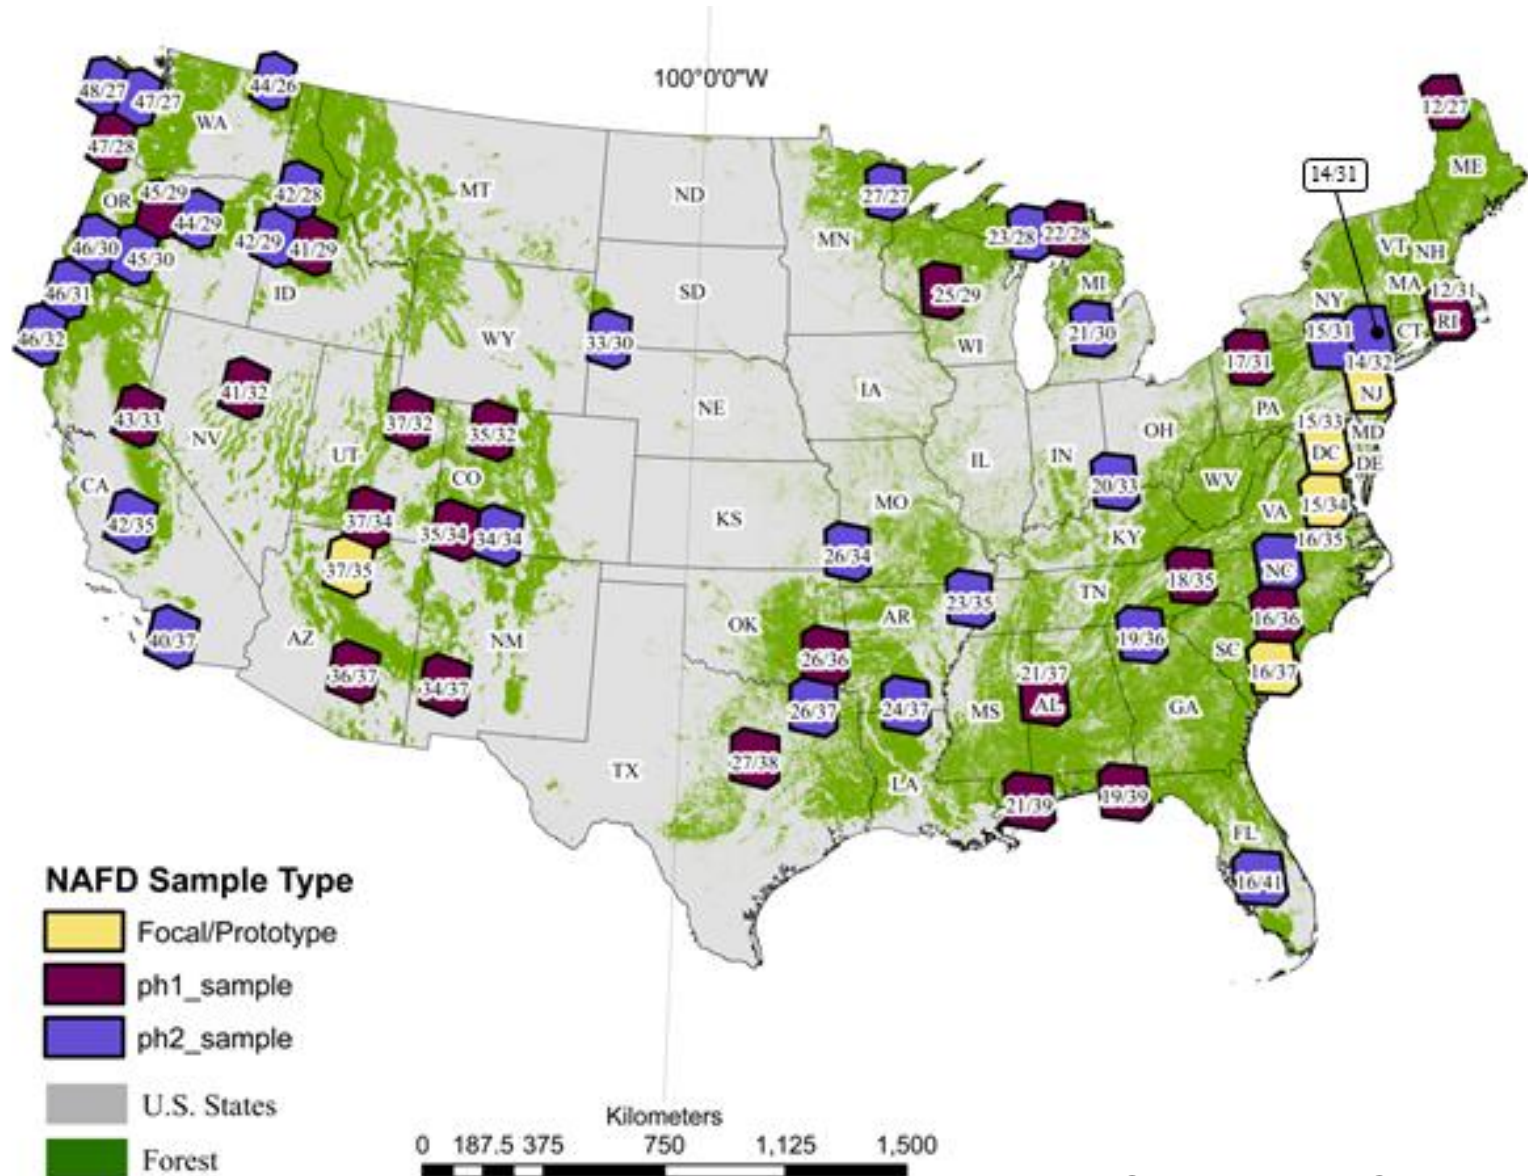 100°0'0"W
48/27
47/27
44/26
47/28
WA
12/27
ME
14/31
OR
45/29
44/29
42/28
MT
ND
27/27
MN
46/30
45/30
42/29
41/29
23/28
22/28
VT
NH
46/31
ID
SD
25/29
MI
MA
12/31
NY
RI
46/32
WY
33/30
WI
21/30
15/31
CT
14/32
17/31
41/32
IA
NE
NJ
43/33
NV
37/32
35/32
PA
15/33
MD
OH
UT
CO
IL
IN
DC
DE
CA
20/33
WV
42/35
37/34
35/34
34/34
KS
MO
VA
15/34
KY
16/35
26/34
37/35
NC
18/35
TN
23/35
AR
16/36
40/37
AZ
NM
OK
19/36
SC
26/36
16/37
36/37
34/37
21/37
26/37
24/37
MS
AL
GA
27/38
TX
LA
21/39
19/39
FL
16/41
NAFD Sample Type
Focal/Prototype
ph1_sample
ph2_sample
U.S. States
Forest
Kilometers
0 187.5 375 750 1,125 1,500